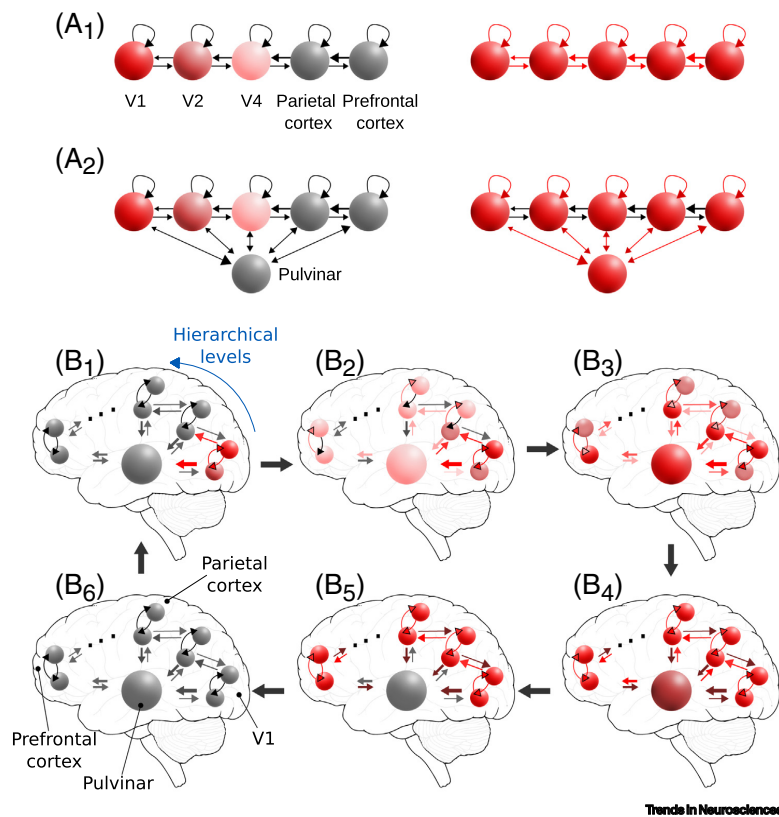 (A1)
V1
V2
V4
Parietal
cortex
Prefrontal
cortex
(A2)
Pulvinar
Hierarchical
levels
(B1)
(B2)
(B3)
(B6)
Parietal
cortex
(B5)
(B4)
Prefrontal
cortex
V1
Pulvinar
Trends in Neurosciences